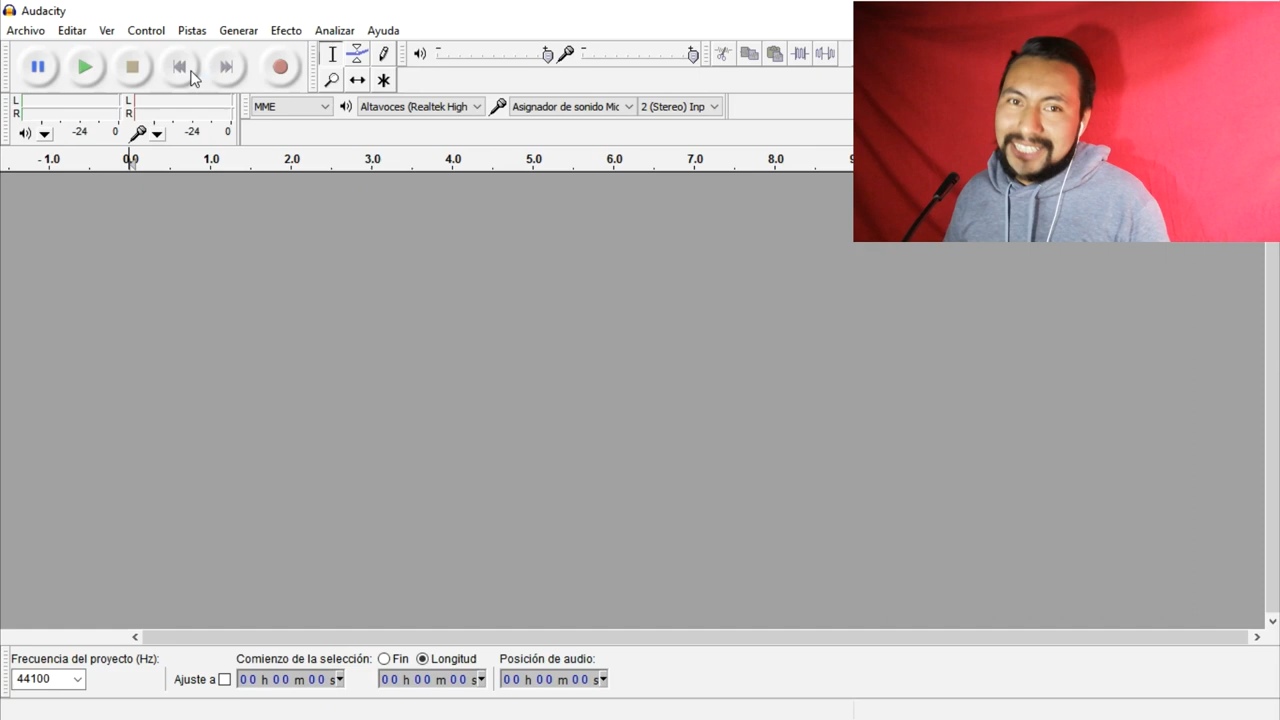 Audacity
Archivo Editar Ver Control Pistas Generar Efecto Analizar Ayuda
L L
R R
-24 0 -24 0
MME Altavoces (Realtek High Asignador de sonido Mic 2 (Stereo) Inp
-1.0 0.0 1.0 2.0 3.0 4.0 5.0 6.0 7.0 8.0 9
Frecuencia del proyecto (Hz): Comienzo de la selección: Fin Longitud Posición de audio:
44100 Ajuste a 00 h 00 m 00 s 00 h 00 m 00 s 00 h 00 m 00 s